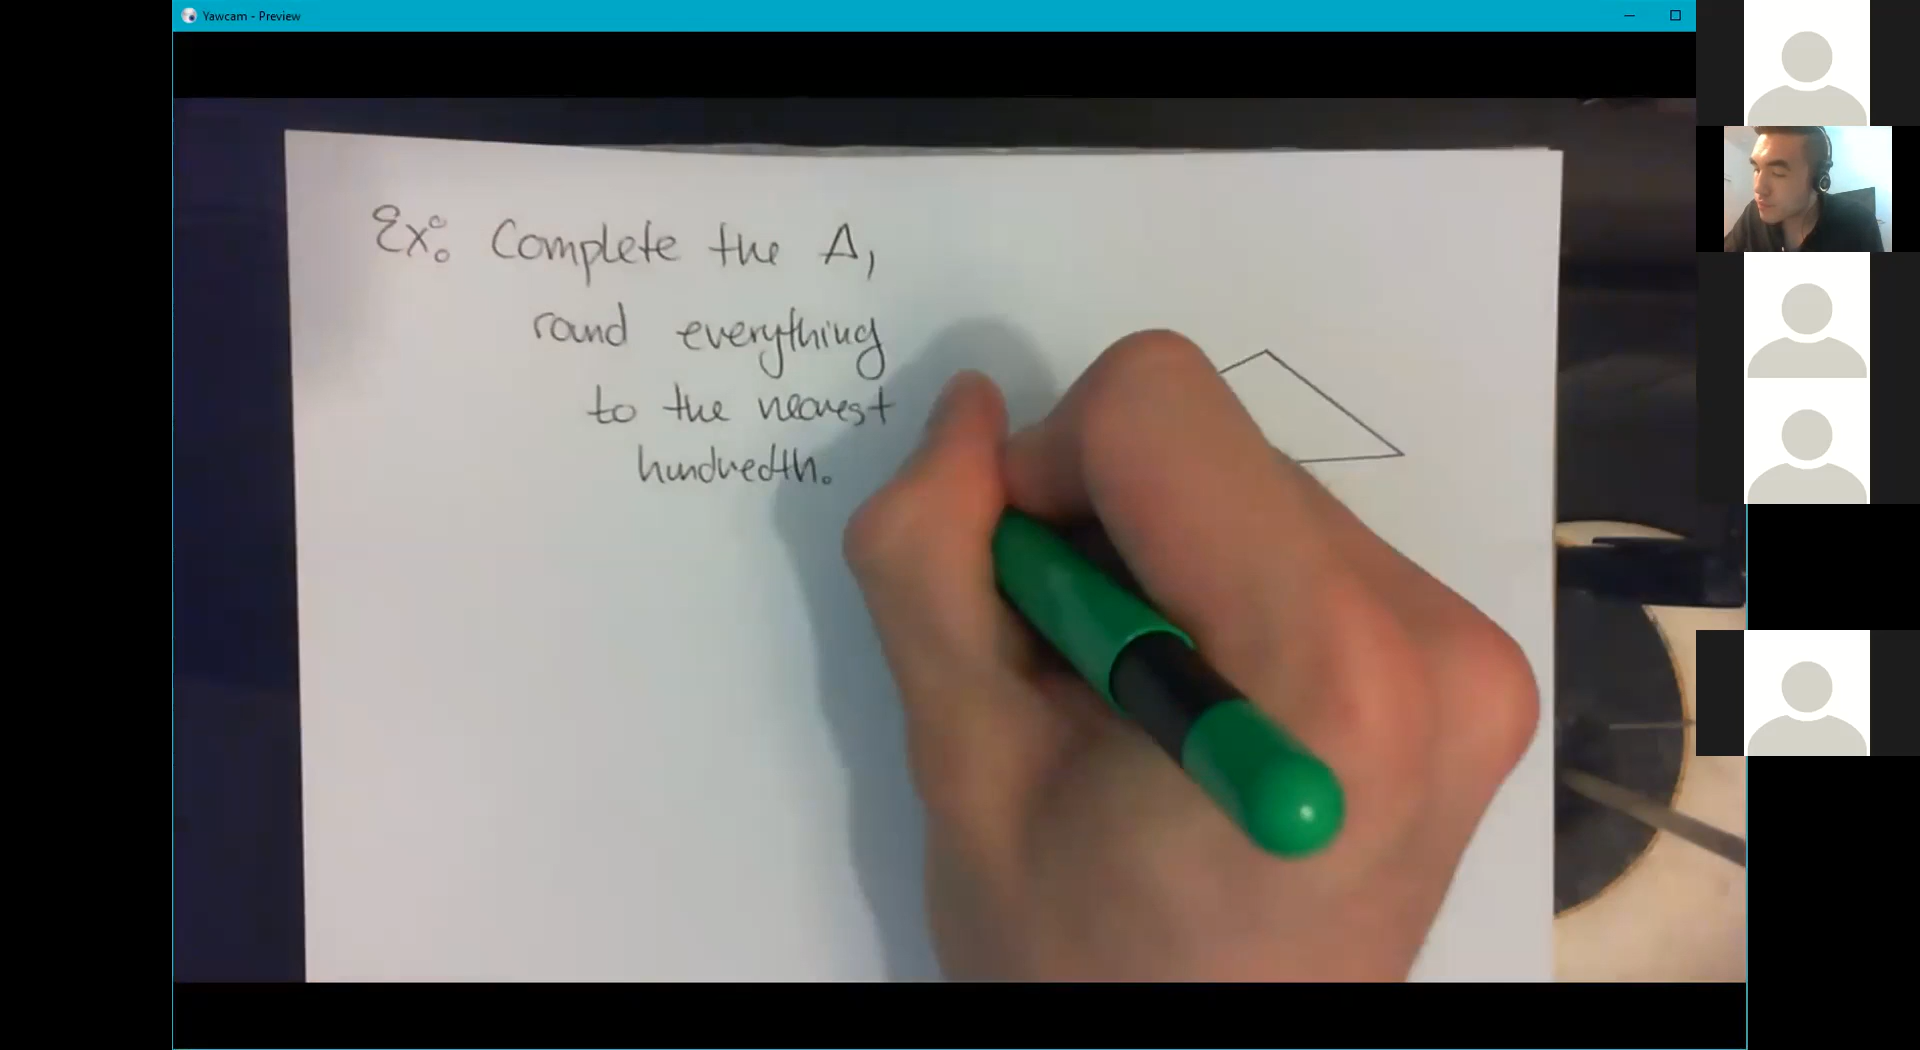 Yawcam - Preview
Ex: Complete the Δ,
round everything
to the nearest
hundredth.